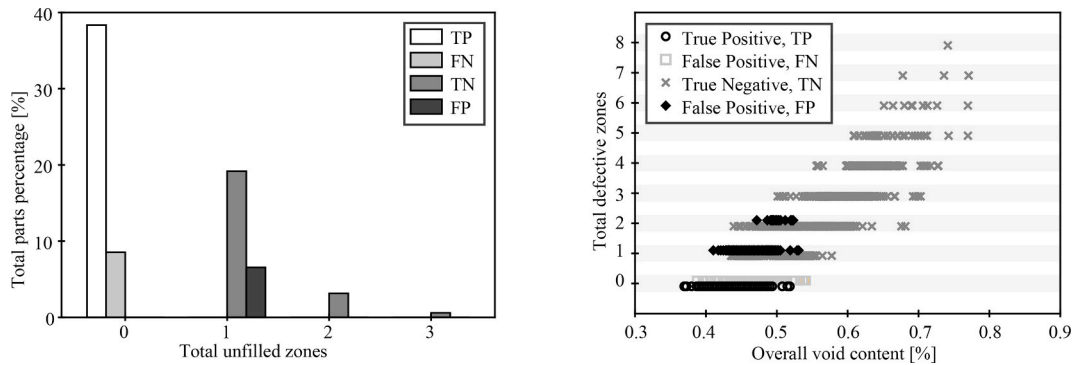 40
30
20
10
0
Total parts percentage [%]
0 1 2 3
Total unfilled zones
TP
FN
TN
FP
8
7
6
5
4
3
2
1
0
Total defective zones
0.3 0.4 0.5 0.6 0.7 0.8 0.9
Overall void content [%]
True Positive, TP
False Positive, FN
True Negative, TN
False Positive, FP